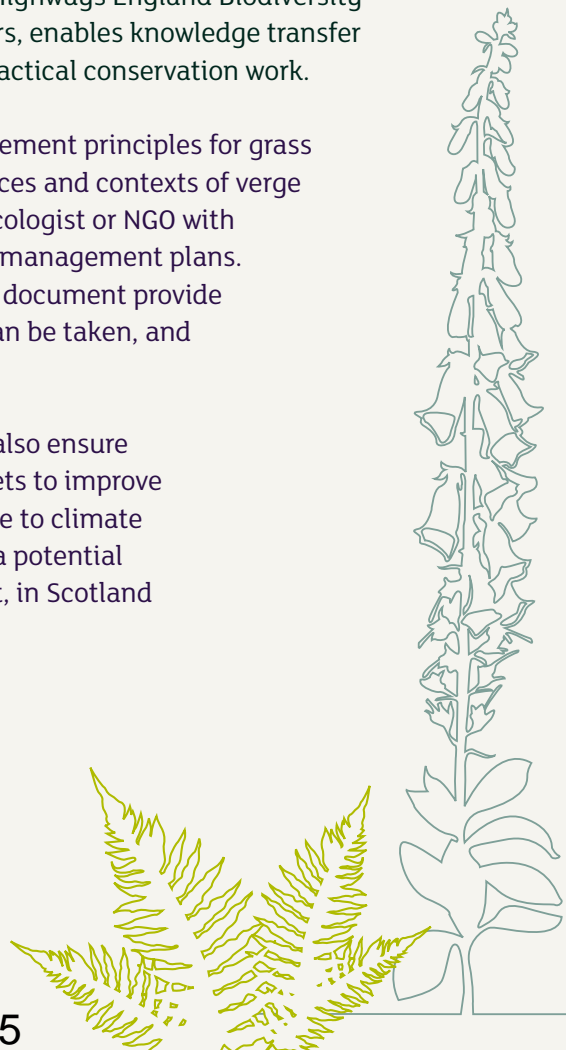 Highways England Biodiversity
rs, enables knowledge transfer
actical conservation work.
ement principles for grass
ces and contexts of verge
cologist or NGO with
management plans.
document provide
an be taken, and
also ensure
ets to improve
e to climate
a potential
t, in Scotland
5